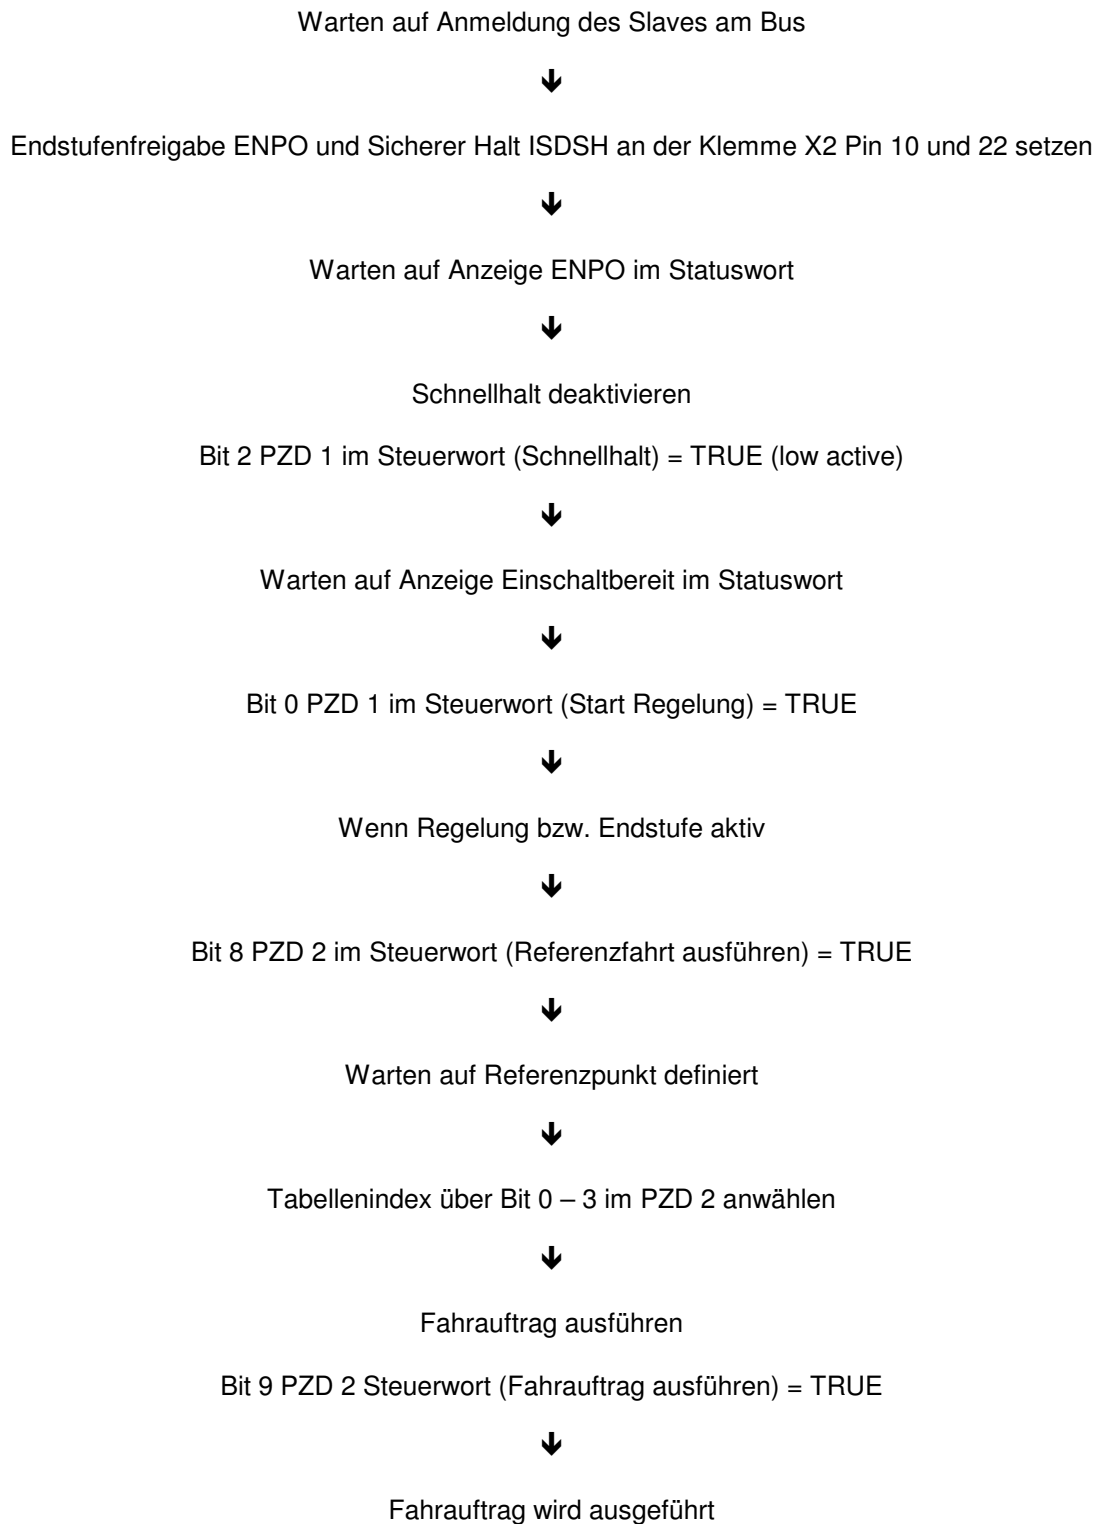 Warten auf Anmeldung des Slaves am Bus
🡻
Endstufenfreigabe ENPO und Sicherer Halt ISDSH an der Klemme X2 Pin 10 und 22 setzen
🡻
Warten auf Anzeige ENPO im Statuswort
🡻
Schnellhalt deaktivieren
Bit 2 PZD 1 im Steuerwort (Schnellhalt) = TRUE (low active)
🡻
Warten auf Anzeige Einschaltbereit im Statuswort
🡻
Bit 0 PZD 1 im Steuerwort (Start Regelung) = TRUE
🡻
Wenn Regelung bzw. Endstufe aktiv
🡻
Bit 8 PZD 2 im Steuerwort (Referenzfahrt ausführen) = TRUE
🡻
Warten auf Referenzpunkt definiert
🡻
Tabellenindex über Bit 0 – 3 im PZD 2 anwählen
🡻
Fahrauftrag ausführen
Bit 9 PZD 2 Steuerwort (Fahrauftrag ausführen) = TRUE
🡻
Fahrauftrag wird ausgeführt